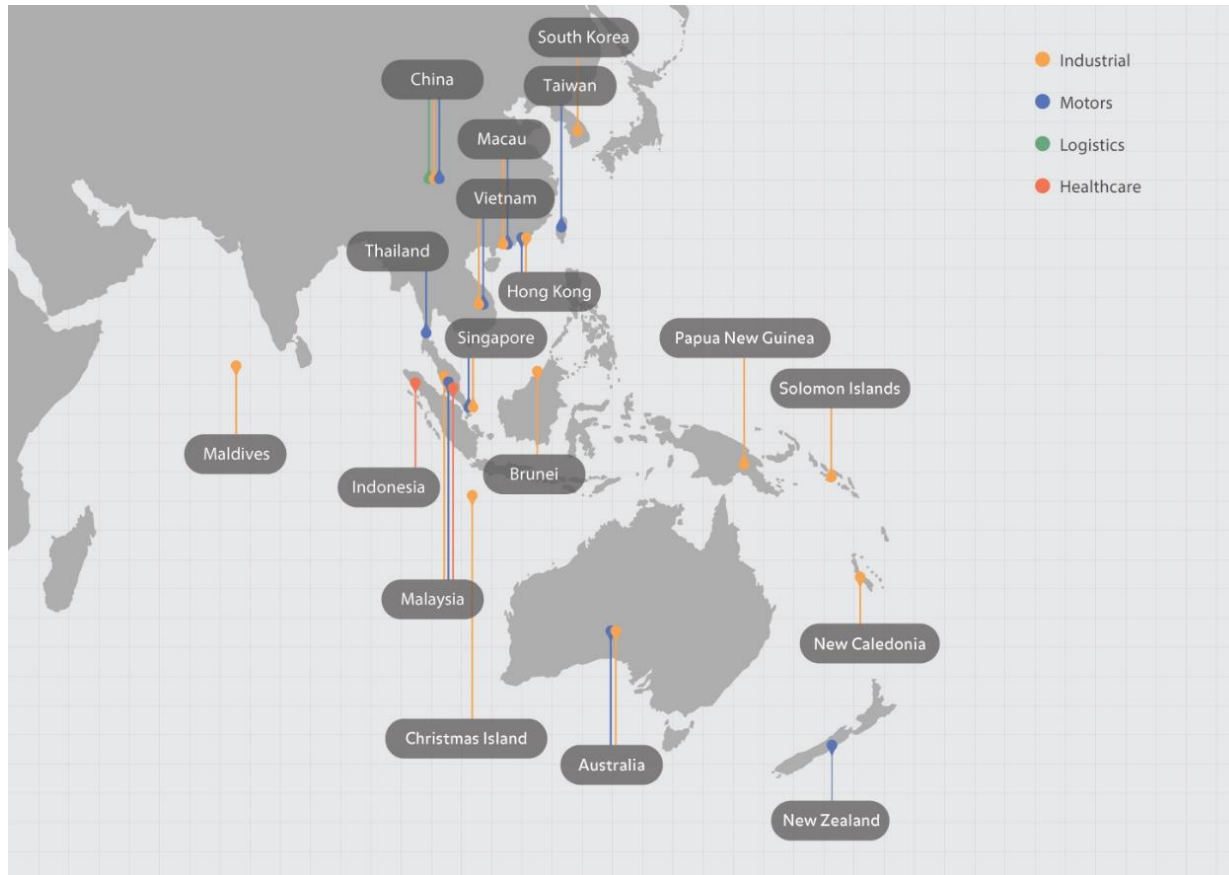 South Korea
China
Taiwan
Macau
Vietnam
Thailand
Hong Kong
Singapore
Papua New Guinea
Solomon Islands
Maldives
Indonesia
Brunei
Malaysia
New Caledonia
Christmas Island
Australia
New Zealand
Industrial
Motors
Logistics
Healthcare